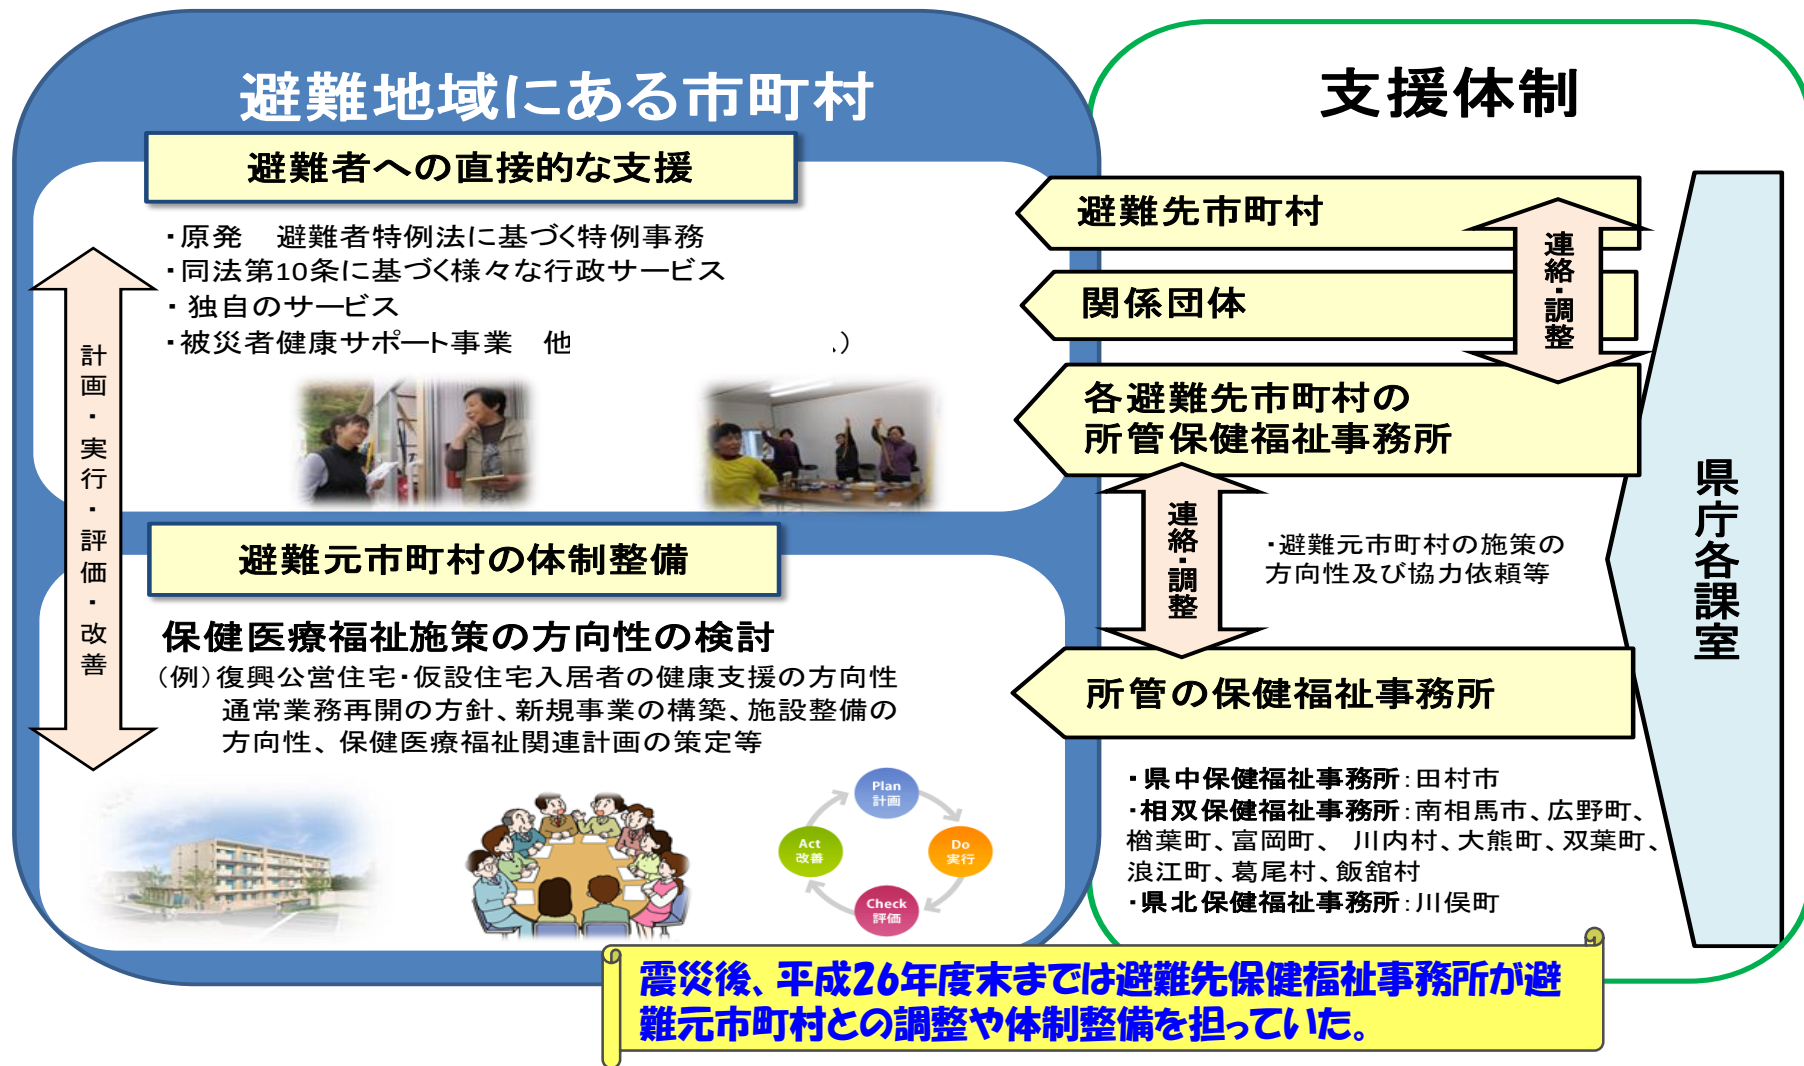 避難地域にある市町村
避難者への直接的な支援
・原発　避難者特例法に基づく特例事務
・同法第10条に基づく様々な行政サービス
・独自のサービス
・被災者健康サポート事業　他
）
計画・実行・評価・改善
避難元市町村の体制整備
保健医療福祉施策の方向性の検討
（例）復興公営住宅・仮設住宅入居者の健康支援の方向性
通常業務再開の方針、新規事業の構築、施設整備の
方向性、保健医療福祉関連計画の策定等
Plan
計画
Do
実行
Check
評価
Act
改善
支援体制
避難先市町村
関係団体
連絡・調整
各避難先市町村の
所管保健福祉事務所
連絡・調整
・避難元市町村の施策の
方向性及び協力依頼等
所管の保健福祉事務所
県庁各課室
・県中保健福祉事務所：田村市
・相双保健福祉事務所：南相馬市、広野町、
楢葉町、富岡町、　川内村、大熊町、双葉町、
浪江町、葛尾村、飯舘村
・県北保健福祉事務所：川俣町
震災後、平成26年度末までは避難先保健福祉事務所が避
難元市町村との調整や体制整備を担っていた。